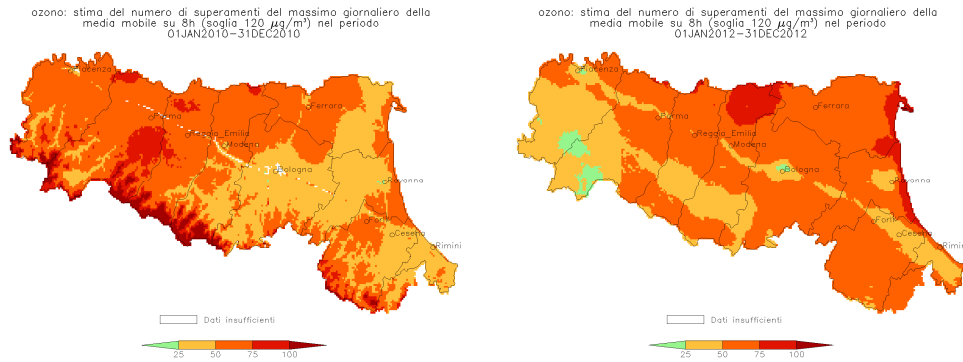 ozono: stima del numero di superamenti del massimo giornaliero della
media mobile su 8h (soglia 120 μg/m³) nel periodo
01JAN2010-31DEC2010
Piacenza
Parma
Reggio_Emilia
Modena
Bologna
Ferrara
Ravenna
Forli
Cesena
Rimini
Dati insufficienti
25 50 75 100
ozono: stima del numero di superamenti del massimo giornaliero della
media mobile su 8h (soglia 120 μg/m³) nel periodo
01JAN2012-31DEC2012
Piacenza
Parma
Reggio_Emilia
Modena
Bologna
Ferrara
Ravenna
Forli
Cesena
Rimini
Dati insufficienti
25 50 75 100